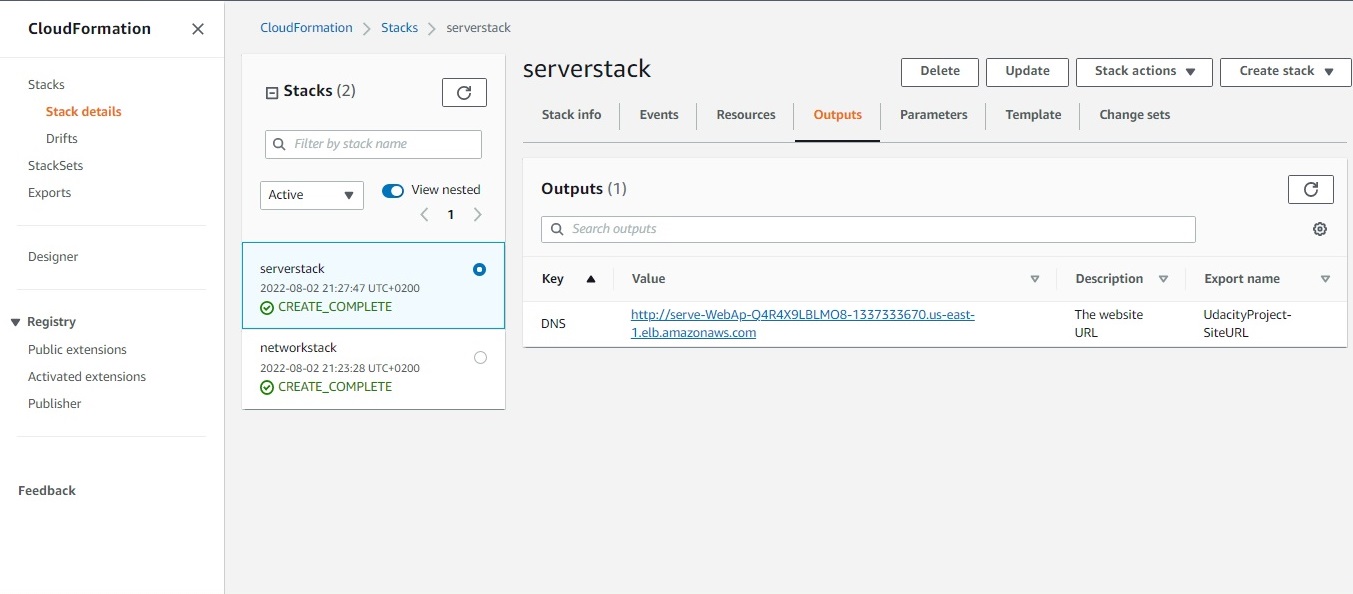 CloudFormation
Stacks
Stack details
Drifts
StackSets
Exports
Designer
Registry
Public extensions
Activated extensions
Publisher
Feedback
CloudFormation
Stacks
serverstack
Stacks (2)
Filter by stack name
Active
View nested
1
serverstack
2022-08-02 21:27:47 UTC+0200
CREATE_COMPLETE
networkstack
2022-08-02 21:23:28 UTC+0200
CREATE_COMPLETE
serverstack
Delete
Update
Stack actions
Create stack
Stack info
Events
Resources
Outputs
Parameters
Template
Change sets
Outputs (1)
Search outputs
Key
Value
Description
Export name
DNS
http://serve-WebAp-Q4R4X9LBLMO8-1337333670.us-east-
1.elb.amazonaws.com
The website
URL
UdacityProject-
SiteURL